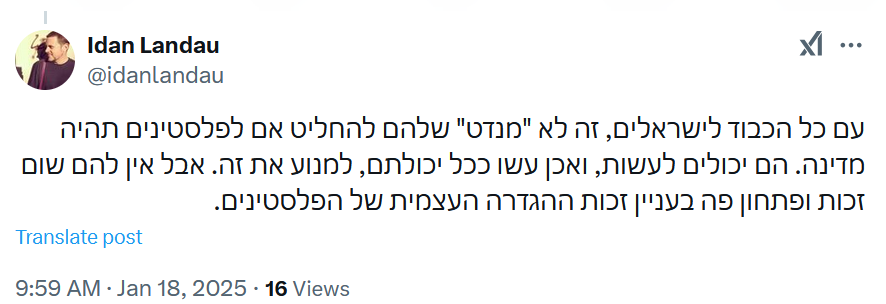 Idan Landau
@idanlandau
עם כל הכבוד לישראלים, זה לא "מנדט" שלהם להחליט אם לפלסטינים תהיה
מדינה. הם יכולים לעשות, ואכן עשו ככל יכולתם, למנוע את זה. אבל אין להם שום
זכות ופתחון פה בעניין זכות ההגדרה העצמית של הפלסטינים.
Translate post
9:59 AM · Jan 18, 2025 · 16 Views